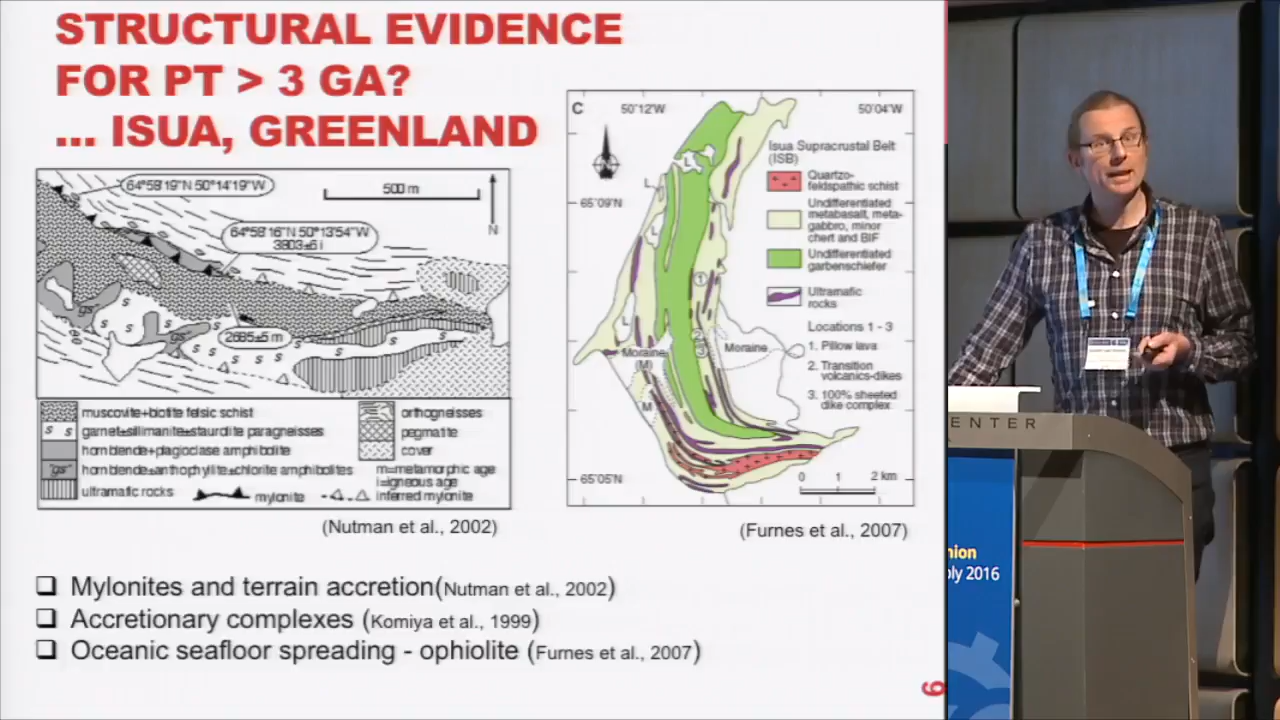 STRUCTURAL EVIDENCE
FOR PT > 3 GA?
... ISUA, GREENLAND
64°58'19"N 50°14'19"W
500 m
64°58'16"N 50°13'54"W
3803±6 i
N
2685±5 m
s s s s s s s s s
"gs"
"gs"
muscovite+biotite felsic schist
s s garnet±sillimanite±staurolite paragneisses
hornblende+plagioclase amphibolite
"gs" hornblende±anthophyllite±chlorite amphibolites
ultramafic rocks
mylonite
orthogneisses
pegmatite
cover
m=metamorphic age
i=igneous age
inferred mylonite
(Nutman et al., 2002)
C
50°12'W
50°04'W
N
65°09'N
65°05'N
L
L
L
L
1
2
3
Moraine
(M)
Moraine
M
Isua Supracrustal Belt
(ISB)
Quartzo-
feldspathic schist
Undifferentiated
metabasalt, meta-
gabbro, minor
chert and BIF
Undifferentiated
garbenschiefer
Ultramafic
rocks
Locations 1 - 3
1. Pillow lava
2. Transition
volcanics-dikes
3. 100% sheeted
dike complex
0 1 2 km
(Furnes et al., 2007)
❑ Mylonites and terrain accretion(Nutman et al., 2002)
❑ Accretionary complexes (Komiya et al., 1999)
❑ Oceanic seafloor spreading - ophiolite (Furnes et al., 2007)
ENTER
nion
bly 2016